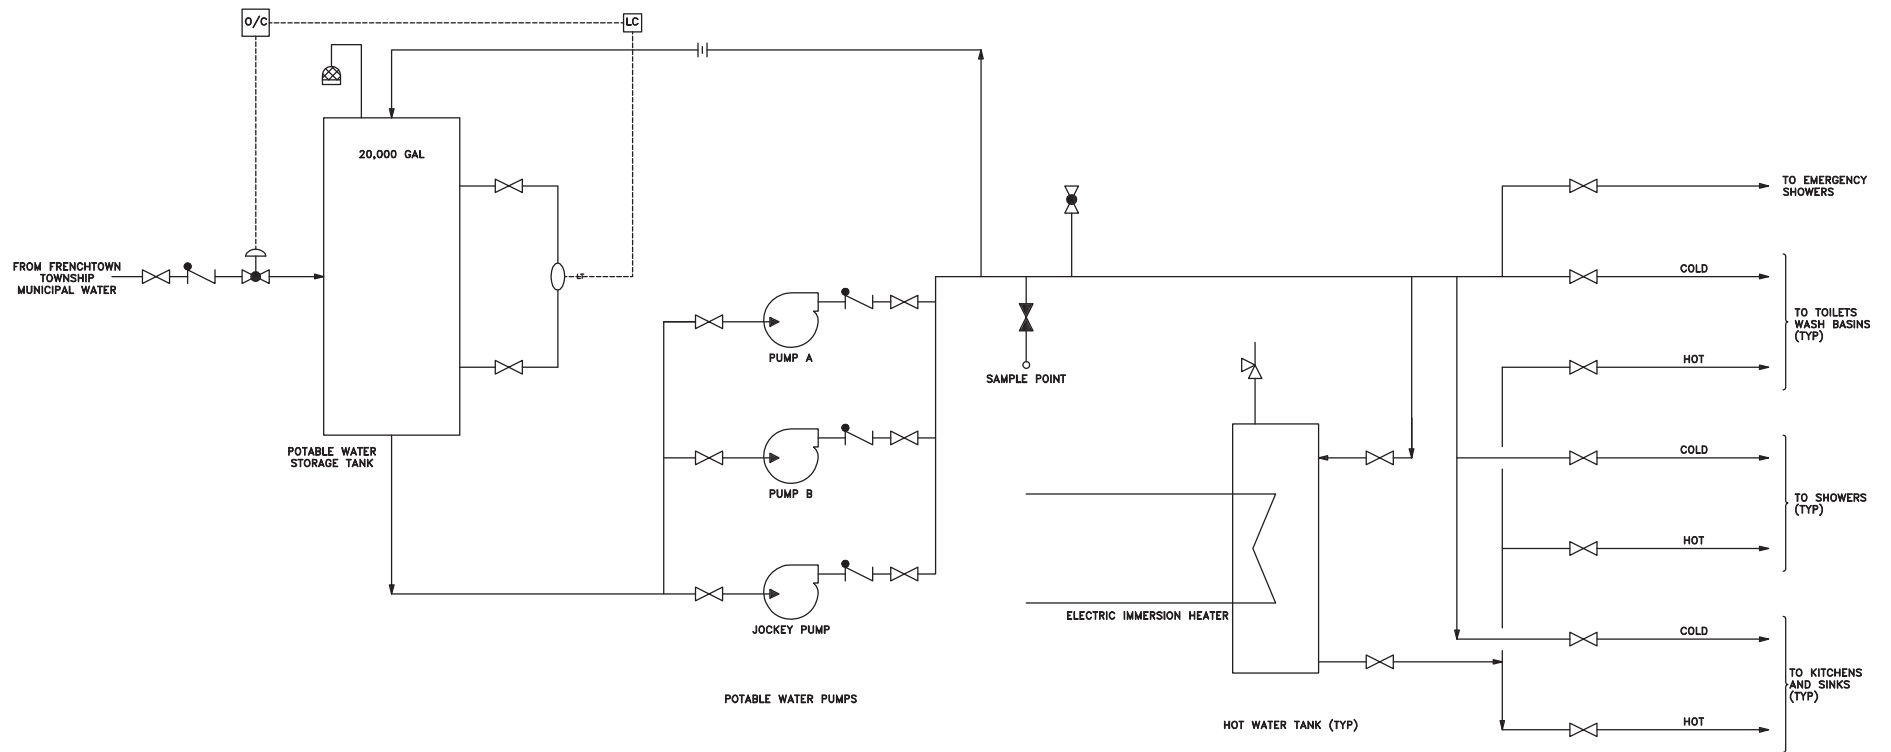 O/C
LC
20,000 GAL
TO EMERGENCY
SHOWERS
FROM FRENCHTOWN
TOWNSHIP
MUNICIPAL WATER
LT
COLD
TO TOILETS
WASH BASINS
(TYP)
PUMP A
HOT
SAMPLE POINT
POTABLE WATER
STORAGE TANK
COLD
PUMP B
TO SHOWERS
(TYP)
HOT
ELECTRIC IMMERSION HEATER
JOCKEY PUMP
COLD
TO KITCHENS
AND SINKS
(TYP)
POTABLE WATER PUMPS
HOT WATER TANK (TYP)
HOT